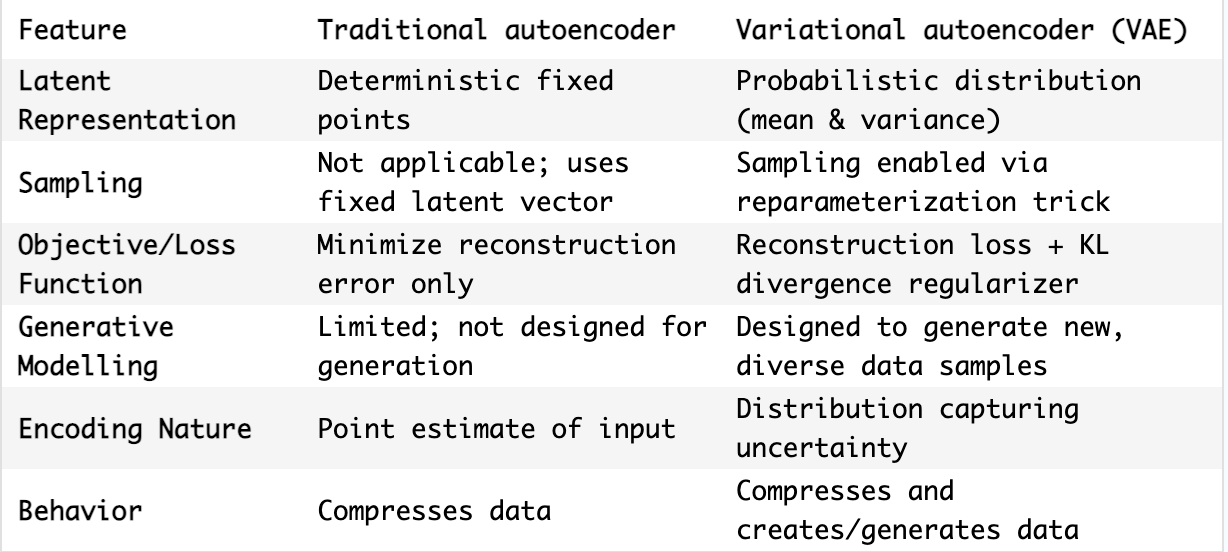 Feature Traditional autoencoder Variational autoencoder (VAE)
Latent Representation Deterministic fixed points Probabilistic distribution (mean & variance)
Sampling Not applicable; uses fixed latent vector Sampling enabled via reparameterization trick
Objective/Loss Function Minimize reconstruction error only Reconstruction loss + KL divergence regularizer
Generative Modelling Limited; not designed for generation Designed to generate new, diverse data samples
Encoding Nature Point estimate of input Distribution capturing uncertainty
Behavior Compresses data Compresses and creates/generates data